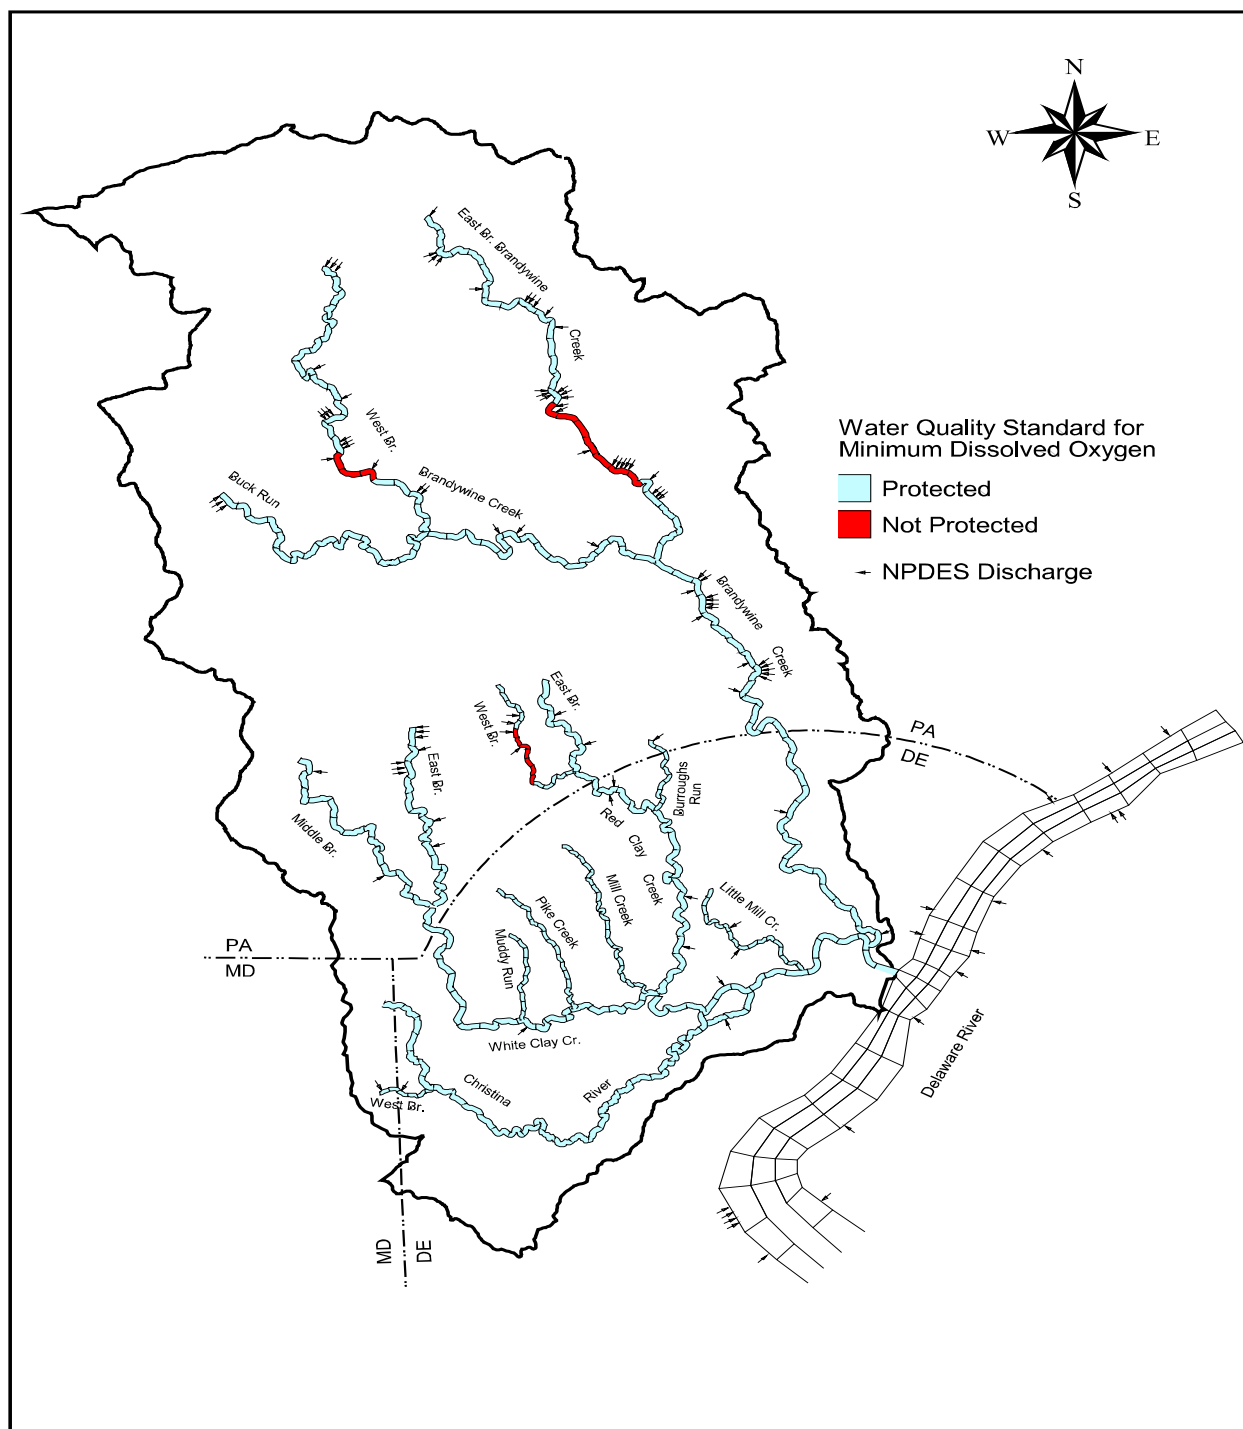 N
W
E
S
East Br. Brandywine
Creek
West Br.
Brandywine Creek
Buck Run
Water Quality Standard for
Minimum Dissolved Oxygen
Protected
Not Protected
NPDES Discharge
Brandywine
Creek
East Br.
West Br.
PA
DE
East Br.
Middle Br.
Burroughs
Run
Red
Clay
Creek
Mill Creek
Little Mill Cr.
Pike Creek
Muddy Run
PA
MD
White Clay Cr.
Christina
River
West Br.
Delaware River
MD
DE